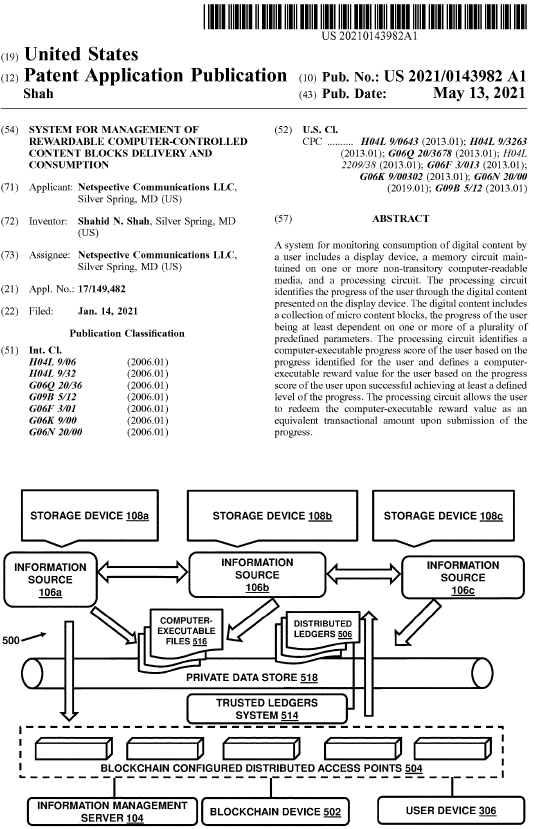 US 20210143982A1
(19) United States
(12) Patent Application Publication (10) Pub. No.: US 2021/0143982 A1
Shah (43) Pub. Date: May 13, 2021
(54) SYSTEM FOR MANAGEMENT OF
REWARDABLE COMPUTER-CONTROLLED
CONTENT BLOCKS DELIVERY AND
CONSUMPTION
(71) Applicant: Netspective Communications LLC,
Silver Spring, MD (US)
(72) Inventor: Shahid N. Shah, Silver Spring, MD
(US)
(73) Assignee: Netspective Communications LLC,
Silver Spring, MD (US)
(21) Appl. No.: 17/149,482
(22) Filed: Jan. 14, 2021
Publication Classification
(51) Int. Cl.
H04L 9/06 (2006.01)
H04L 9/32 (2006.01)
G06Q 20/36 (2006.01)
G09B 5/12 (2006.01)
G06F 3/01 (2006.01)
G06K 9/00 (2006.01)
G06N 20/00 (2006.01)
(52) U.S. Cl.
CPC .......... H04L 9/0643 (2013.01); H04L 9/3263
(2013.01); G06Q 20/3678 (2013.01); H04L
2209/38 (2013.01); G06F 3/013 (2013.01);
G06K 9/00302 (2013.01); G06N 20/00
(2019.01); G09B 5/12 (2013.01)
(57) ABSTRACT
A system for monitoring consumption of digital content by
a user includes a display device, a memory circuit main-
tained on one or more non-transitory computer-readable
media, and a processing circuit. The processing circuit
identifies the progress of the user through the digital content
presented on the display device. The digital content includes
a collection of micro content blocks, the progress of the user
being at least dependent on one or more of a plurality of
predefined parameters. The processing circuit identifies a
computer-executable progress score of the user based on the
progress identified for the user and defines a computer-
executable reward value for the user based on the progress
score of the user upon successful achieving at least a defined
level of the progress. The processing circuit allows the user
to redeem the computer-executable reward value as an
equivalent transactional amount upon submission of the
progress.
STORAGE DEVICE 108a
STORAGE DEVICE 108b
STORAGE DEVICE 108c
INFORMATION
SOURCE
106a
INFORMATION
SOURCE
106b
INFORMATION
SOURCE
106c
500
COMPUTER-
EXECUTABLE
FILES 516
DISTRIBUTED
LEDGERS 506
PRIVATE DATA STORE 518
TRUSTED LEDGERS
SYSTEM 514
BLOCKCHAIN CONFIGURED DISTRIBUTED ACCESS POINTS 504
INFORMATION MANAGEMENT
SERVER 104
BLOCKCHAIN DEVICE 502
USER DEVICE 306